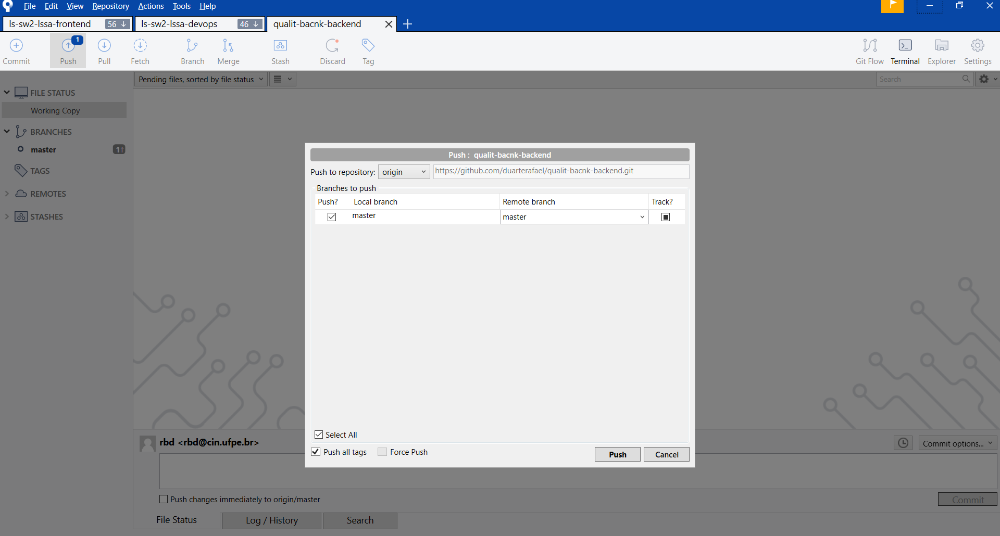 File Edit View Repository Actions Tools Help
ls-sw2-lssa-frontend 56 ls-sw2-lssa-devops 46 qualit-bacnk-backend
1
Commit Push Pull Fetch Branch Merge Stash Discard Tag Git Flow Terminal Explorer Settings
Pending files, sorted by file status Search
FILE STATUS
Working Copy
BRANCHES
master 1↑
TAGS
REMOTES
STASHES
Push : qualit-bacnk-backend
Push to repository: origin https://github.com/duarterafael/qualit-bacnk-backend.git
Branches to push
Push? Local branch Remote branch Track?
master master
Select All
Push all tags Force Push Push Cancel
rbd <rbd@cin.ufpe.br> Commit options...
Push changes immediately to origin/master Commit
File Status Log / History Search